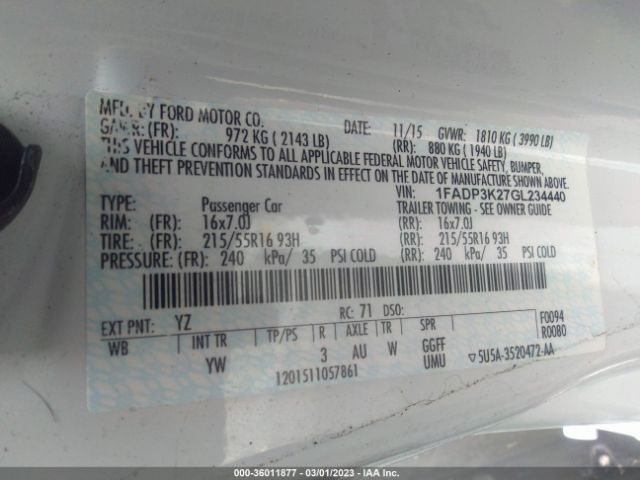 MFD. BY FORD MOTOR CO. DATE: 11/15 GVWR: 1810 KG ( 3990 LB)
GAWR: (FR): 972 KG ( 2143 LB) (RR): 880 KG ( 1940 LB)
THIS VEHICLE CONFORMS TO ALL APPLICABLE FEDERAL MOTOR VEHICLE SAFETY, BUMPER,
AND THEFT PREVENTION STANDARDS IN EFFECT ON THE DATE OF MANUFACTURE SHOWN ABOVE.
VIN: 1FADP3K27GL234440
TYPE: Passenger Car TRAILER TOWING - SEE OWNER GUIDE
RIM: (FR): 16x7.0J (RR): 16x7.0J
TIRE: (FR): 215/55R16 93H (RR): 215/55R16 93H
PRESSURE: (FR): 240 kPa/ 35 PSI COLD (RR): 240 kPa/ 35 PSI COLD
EXT PNT: YZ RC: 71 DSO: F0094
WB INT TR TP/PS R AXLE TR SPR R0080
YW 3 AU W GGFF
UMU 5U5A-3520472-AA
1201511057861
000-36011877 - 03/01/2023 - IAA Inc.